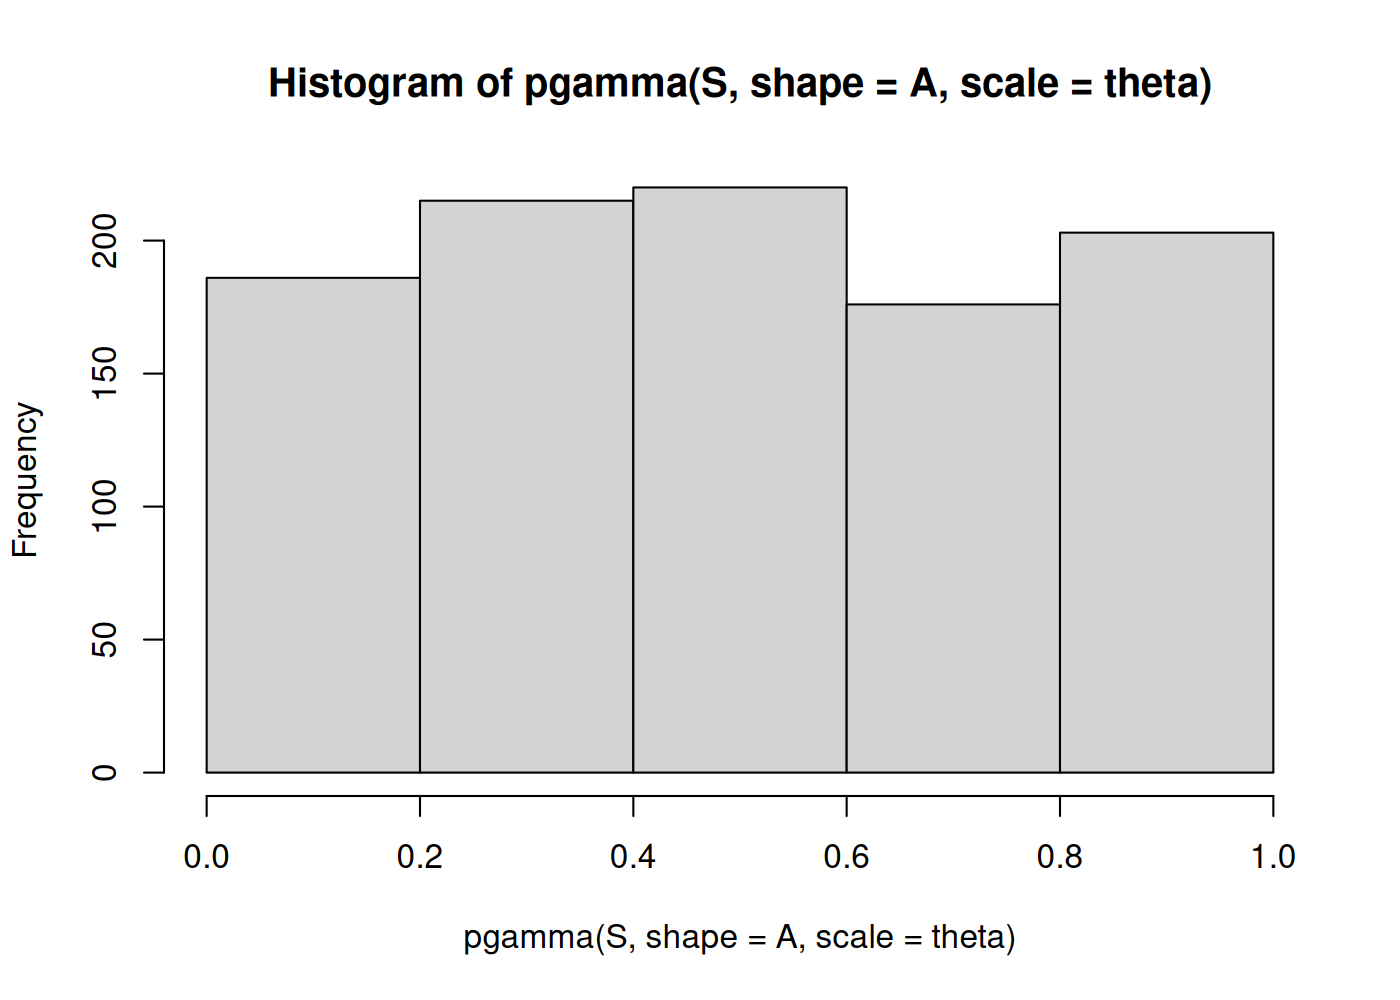 Histogram of pgamma(S, shape = A, scale = theta)
Frequency
200
150
100
50
0
0.0 0.2 0.4 0.6 0.8 1.0
pgamma(S, shape = A, scale = theta)